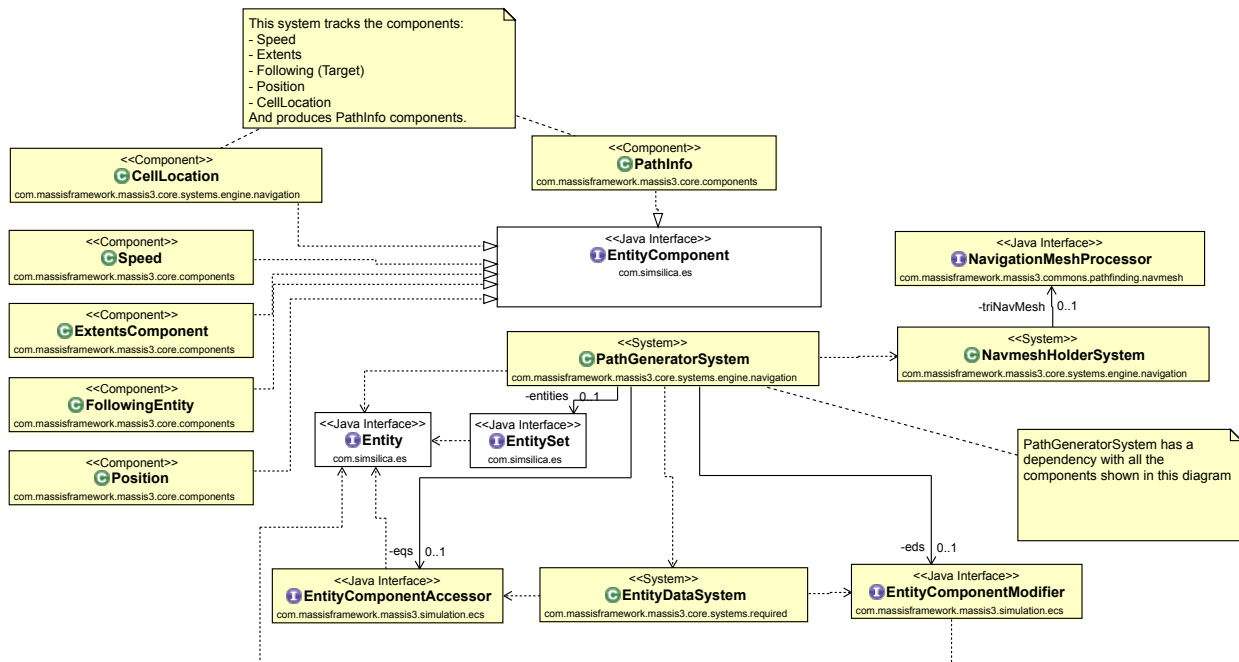 This system tracks the components:
- Speed
- Extents
- Following (Target)
- Position
- CellLocation
And produces PathInfo components.
<<Component>>
CellLocation
com.massisframework.massis3.core.systems.engine.navigation
<<Component>>
PathInfo
com.massisframework.massis3.core.components
<<Component>>
Speed
com.massisframework.massis3.core.components
<<Java Interface>>
EntityComponent
com.simsilica.es
<<Java Interface>>
NavigationMeshProcessor
com.massisframework.massis3.commons.pathfinding.navmesh
-triNavMesh
0..1
<<Component>>
ExtentsComponent
com.massisframework.massis3.core.components
<<System>>
PathGeneratorSystem
com.massisframework.massis3.core.systems.engine.navigation
<<System>>
NavmeshHolderSystem
com.massisframework.massis3.core.systems.engine.navigation
<<Component>>
FollowingEntity
com.massisframework.massis3.core.components
-entities
0..1
<<Java Interface>>
Entity
com.simsilica.es
<<Java Interface>>
EntitySet
com.simsilica.es
PathGeneratorSystem has a
dependency with all the
components shown in this diagram
<<Component>>
Position
com.massisframework.massis3.core.components
-eqs
0..1
-eds
0..1
<<Java Interface>>
EntityComponentAccessor
com.massisframework.massis3.simulation.ecs
<<System>>
EntityDataSystem
com.massisframework.massis3.core.systems.required
<<Java Interface>>
EntityComponentModifier
com.massisframework.massis3.simulation.ecs